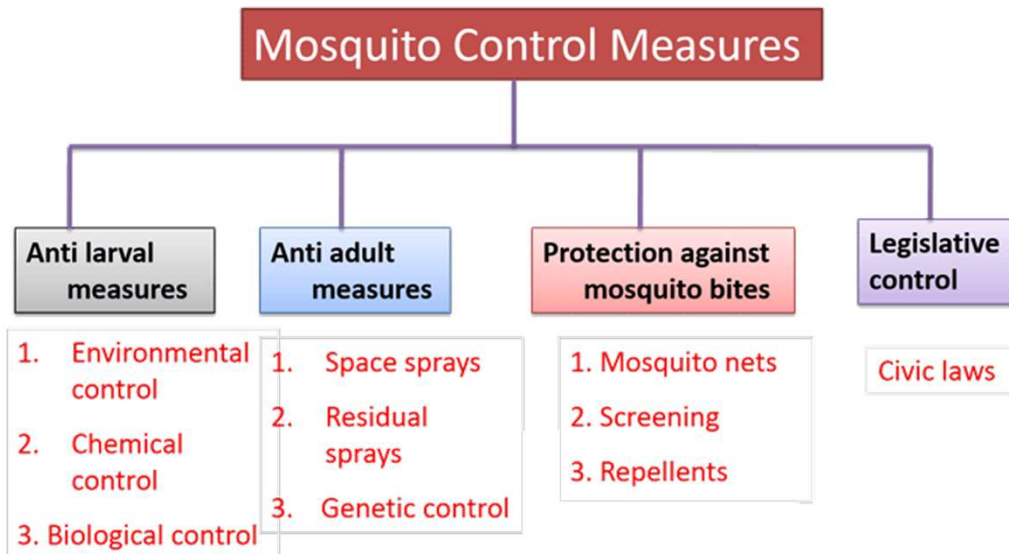 Mosquito Control Measures
Anti larval
measures
1. Environmental
control
2. Chemical
control
3. Biological control
Anti adult
measures
1. Space sprays
2. Residual
sprays
3. Genetic control
Protection against
mosquito bites
1. Mosquito nets
2. Screening
3. Repellents
Legislative
control
Civic laws